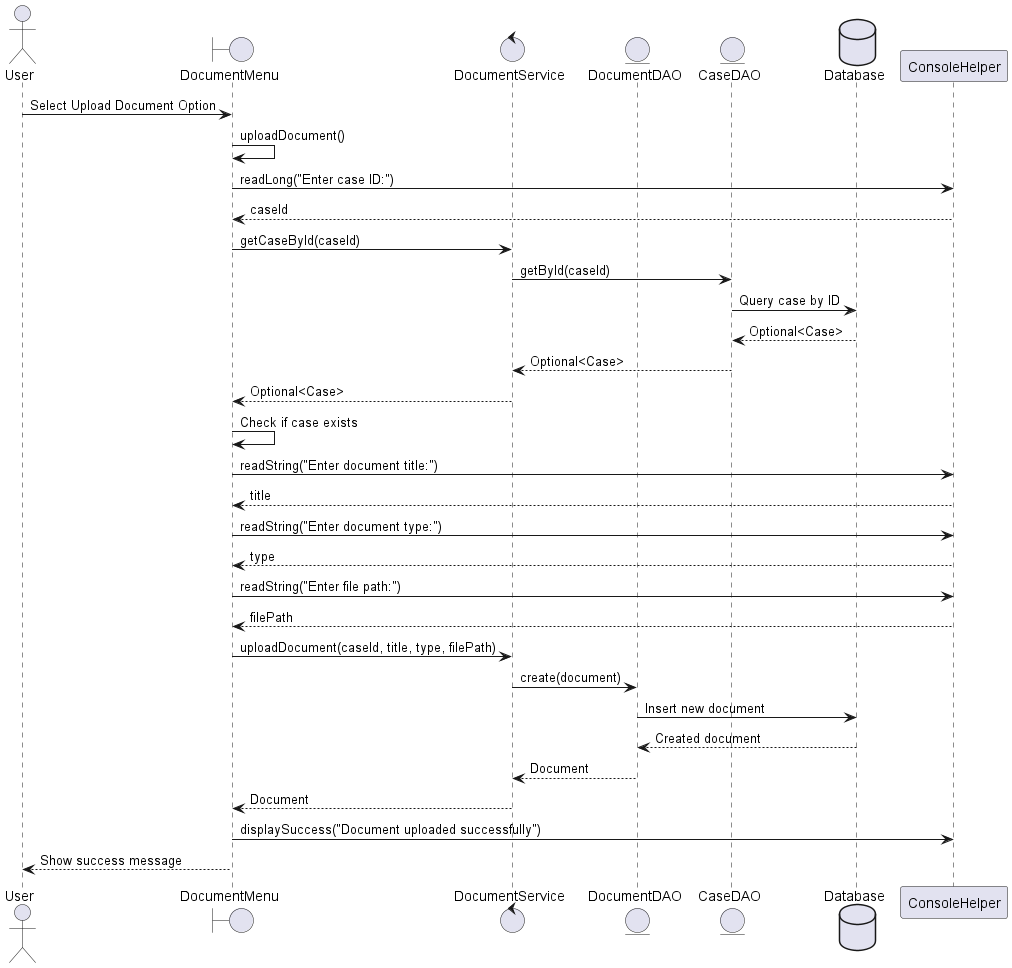 User
DocumentMenu
DocumentService
DocumentDAO
CaseDAO
Database
ConsoleHelper
Select Upload Document Option
uploadDocument()
readLong("Enter case ID:")
caseId
getCaseById(caseId)
getById(caseId)
Query case by ID
Optional<Case>
Optional<Case>
Optional<Case>
Check if case exists
readString("Enter document title:")
title
readString("Enter document type:")
type
readString("Enter file path:")
filePath
uploadDocument(caseId, title, type, filePath)
create(document)
Insert new document
Created document
Document
Document
displaySuccess("Document uploaded successfully")
Show success message
User
DocumentMenu
DocumentService
DocumentDAO
CaseDAO
Database
ConsoleHelper